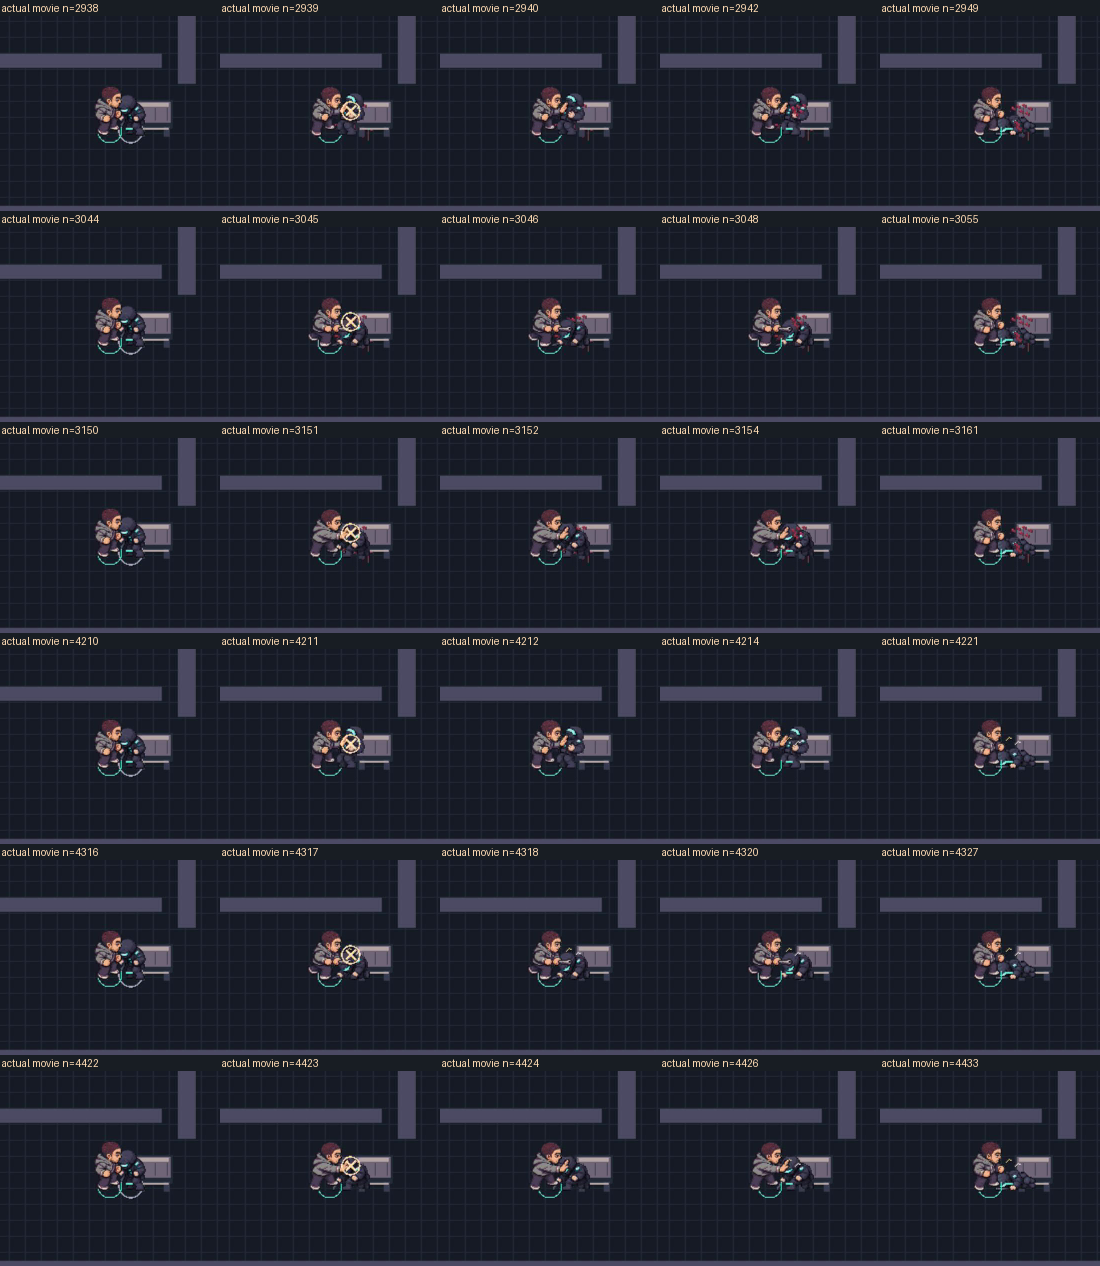 actual movie n=2938
actual movie n=2939
actual movie n=2940
actual movie n=2942
actual movie n=2949
actual movie n=3044
actual movie n=3045
actual movie n=3046
actual movie n=3048
actual movie n=3055
actual movie n=3150
actual movie n=3151
actual movie n=3152
actual movie n=3154
actual movie n=3161
actual movie n=4210
actual movie n=4211
actual movie n=4212
actual movie n=4214
actual movie n=4221
actual movie n=4316
actual movie n=4317
actual movie n=4318
actual movie n=4320
actual movie n=4327
actual movie n=4422
actual movie n=4423
actual movie n=4424
actual movie n=4426
actual movie n=4433